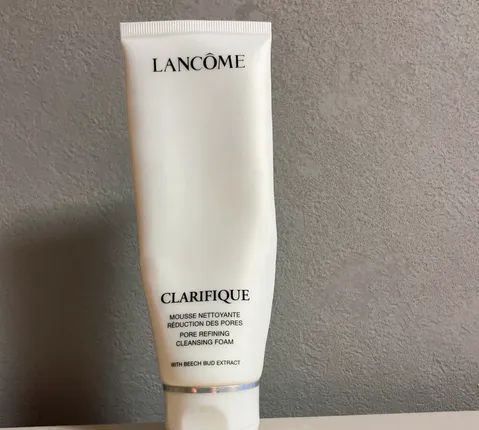 LANCÔME
CLARIFIQUE
MOUSSE NETTOYANTE
RÉDUCTION DES PORES
PORE REFINING
CLEANSING FOAM
WITH BEECH BUD EXTRACT